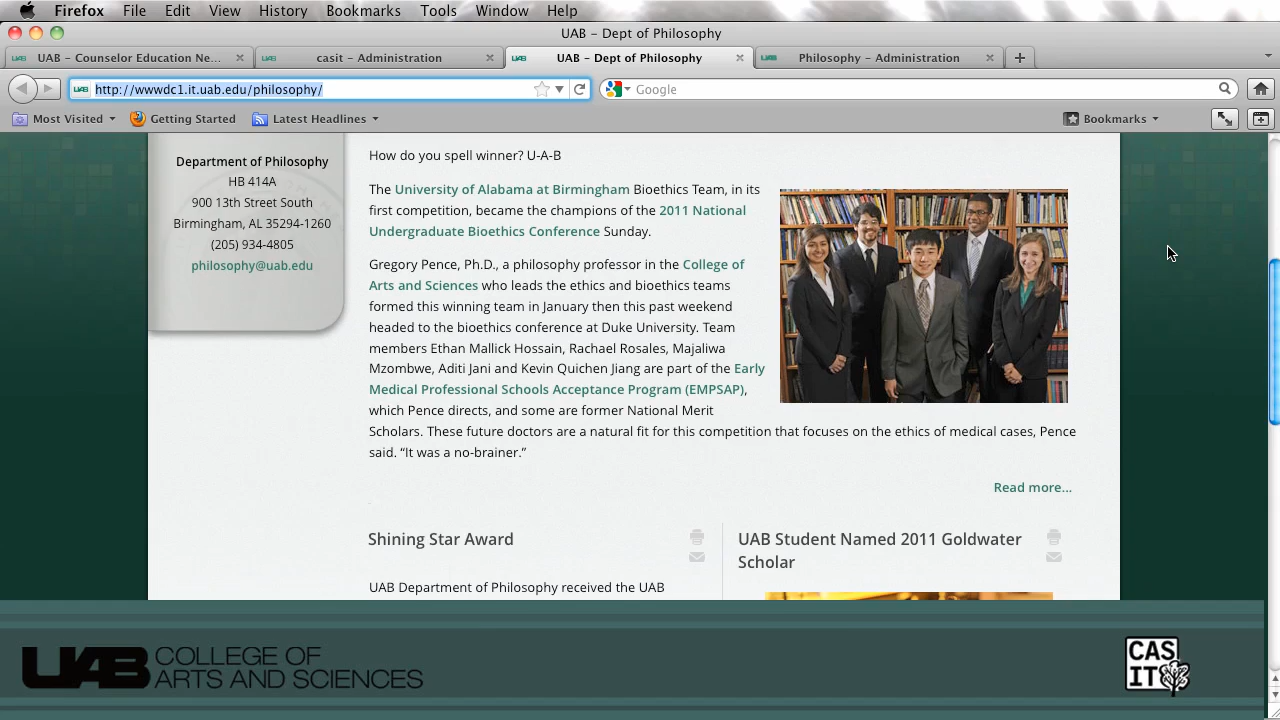 Firefox File Edit View History Bookmarks Tools Window Help
UAB – Dept of Philosophy
UAB – Counselor Education Ne... casit – Administration UAB – Dept of Philosophy Philosophy – Administration
http://wwwdc1.it.uab.edu/philosophy/ Google
Most Visited Getting Started Latest Headlines Bookmarks
Department of Philosophy
HB 414A
900 13th Street South
Birmingham, AL 35294-1260
(205) 934-4805
philosophy@uab.edu
How do you spell winner? U-A-B
The University of Alabama at Birmingham Bioethics Team, in its
first competition, became the champions of the 2011 National
Undergraduate Bioethics Conference Sunday.
Gregory Pence, Ph.D., a philosophy professor in the College of
Arts and Sciences who leads the ethics and bioethics teams
formed this winning team in January then this past weekend
headed to the bioethics conference at Duke University. Team
members Ethan Mallick Hossain, Rachael Rosales, Majaliwa
Mzombwe, Aditi Jani and Kevin Quichen Jiang are part of the Early
Medical Professional Schools Acceptance Program (EMPSAP),
which Pence directs, and some are former National Merit
Scholars. These future doctors are a natural fit for this competition that focuses on the ethics of medical cases, Pence
said. “It was a no-brainer.”
Read more...
Shining Star Award
UAB Department of Philosophy received the UAB
UAB Student Named 2011 Goldwater
Scholar
UAB COLLEGE OF
ARTS AND SCIENCES
CAS
IT